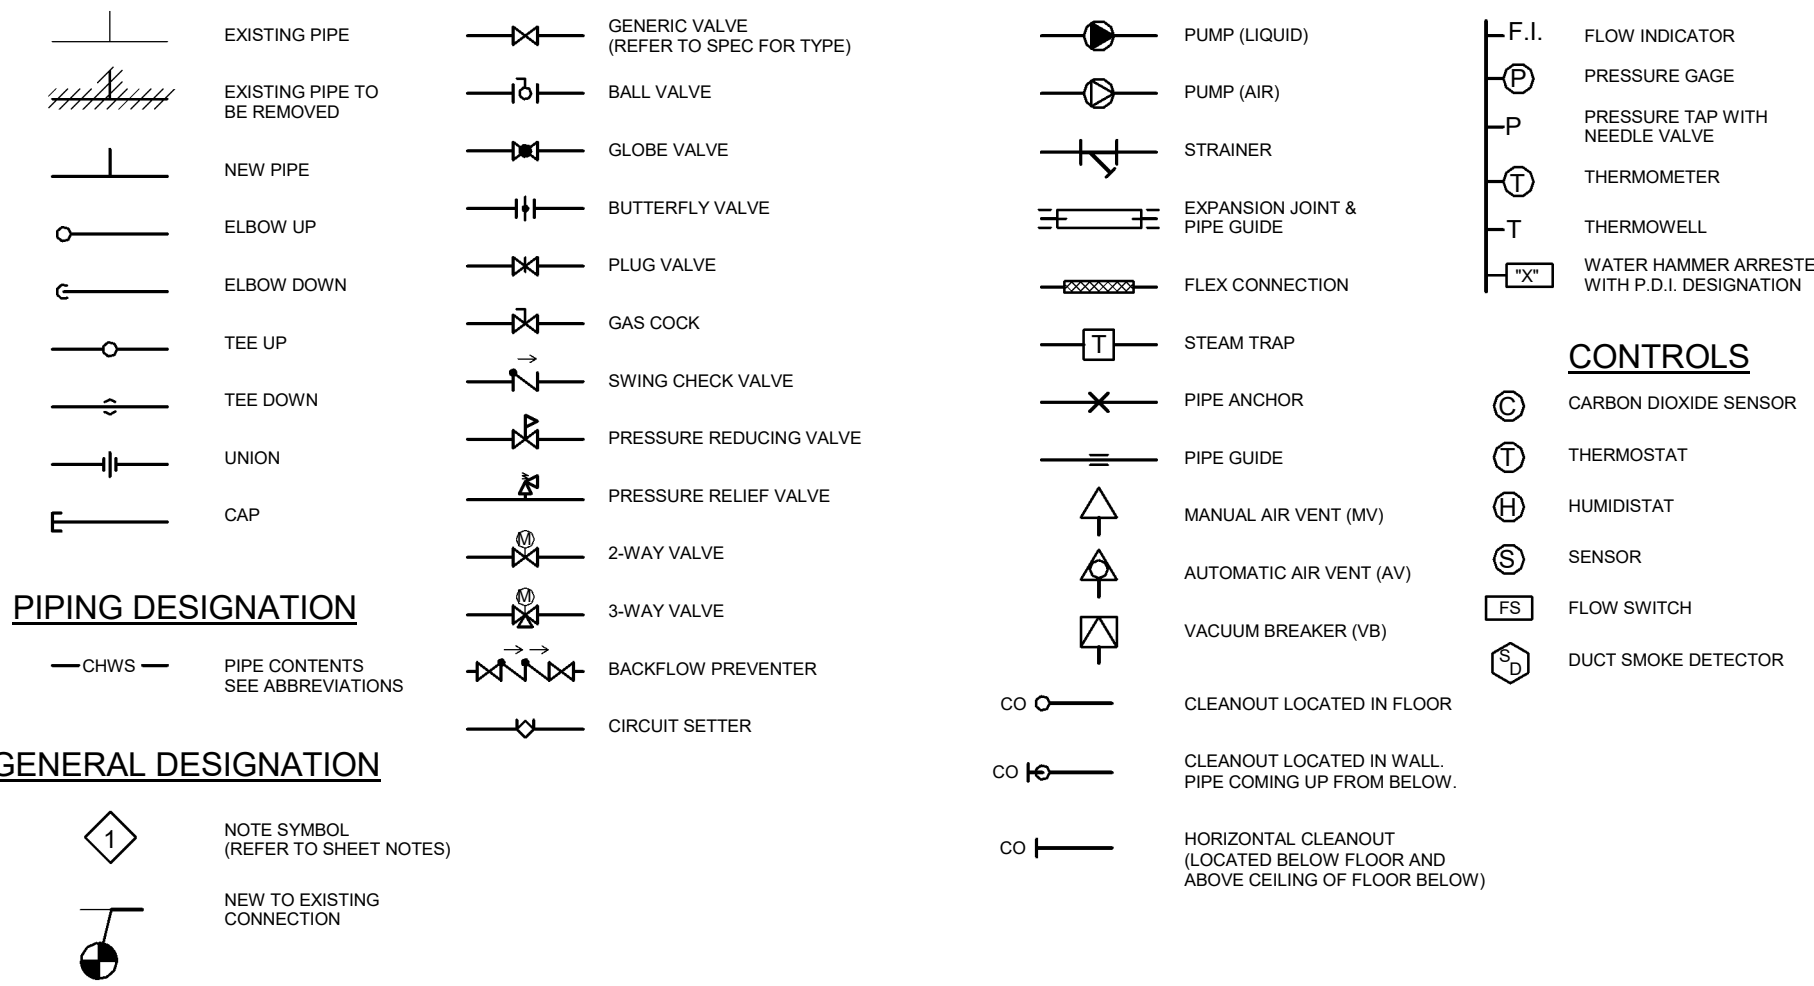 EXISTING PIPE
EXISTING PIPE TO
BE REMOVED
NEW PIPE
ELBOW UP
ELBOW DOWN
TEE UP
TEE DOWN
UNION
CAP
PIPING DESIGNATION
CHWS
PIPE CONTENTS
SEE ABBREVIATIONS
GENERAL DESIGNATION
1
NOTE SYMBOL
(REFER TO SHEET NOTES)
NEW TO EXISTING
CONNECTION
GENERIC VALVE
(REFER TO SPEC FOR TYPE)
BALL VALVE
GLOBE VALVE
BUTTERFLY VALVE
PLUG VALVE
GAS COCK
SWING CHECK VALVE
PRESSURE REDUCING VALVE
PRESSURE RELIEF VALVE
M
2-WAY VALVE
M
3-WAY VALVE
BACKFLOW PREVENTER
CIRCUIT SETTER
PUMP (LIQUID)
PUMP (AIR)
STRAINER
EXPANSION JOINT &
PIPE GUIDE
FLEX CONNECTION
T
STEAM TRAP
PIPE ANCHOR
PIPE GUIDE
MANUAL AIR VENT (MV)
AUTOMATIC AIR VENT (AV)
VACUUM BREAKER (VB)
CO
CLEANOUT LOCATED IN FLOOR
CO
CLEANOUT LOCATED IN WALL.
PIPE COMING UP FROM BELOW.
CO
HORIZONTAL CLEANOUT
(LOCATED BELOW FLOOR AND
ABOVE CEILING OF FLOOR BELOW)
F.I.
FLOW INDICATOR
P
PRESSURE GAGE
P
PRESSURE TAP WITH
NEEDLE VALVE
T
THERMOMETER
T
THERMOWELL
"X"
WATER HAMMER ARRESTE
WITH P.D.I. DESIGNATION
CONTROLS
C
CARBON DIOXIDE SENSOR
T
THERMOSTAT
H
HUMIDISTAT
S
SENSOR
FS
FLOW SWITCH
S
D
DUCT SMOKE DETECTOR